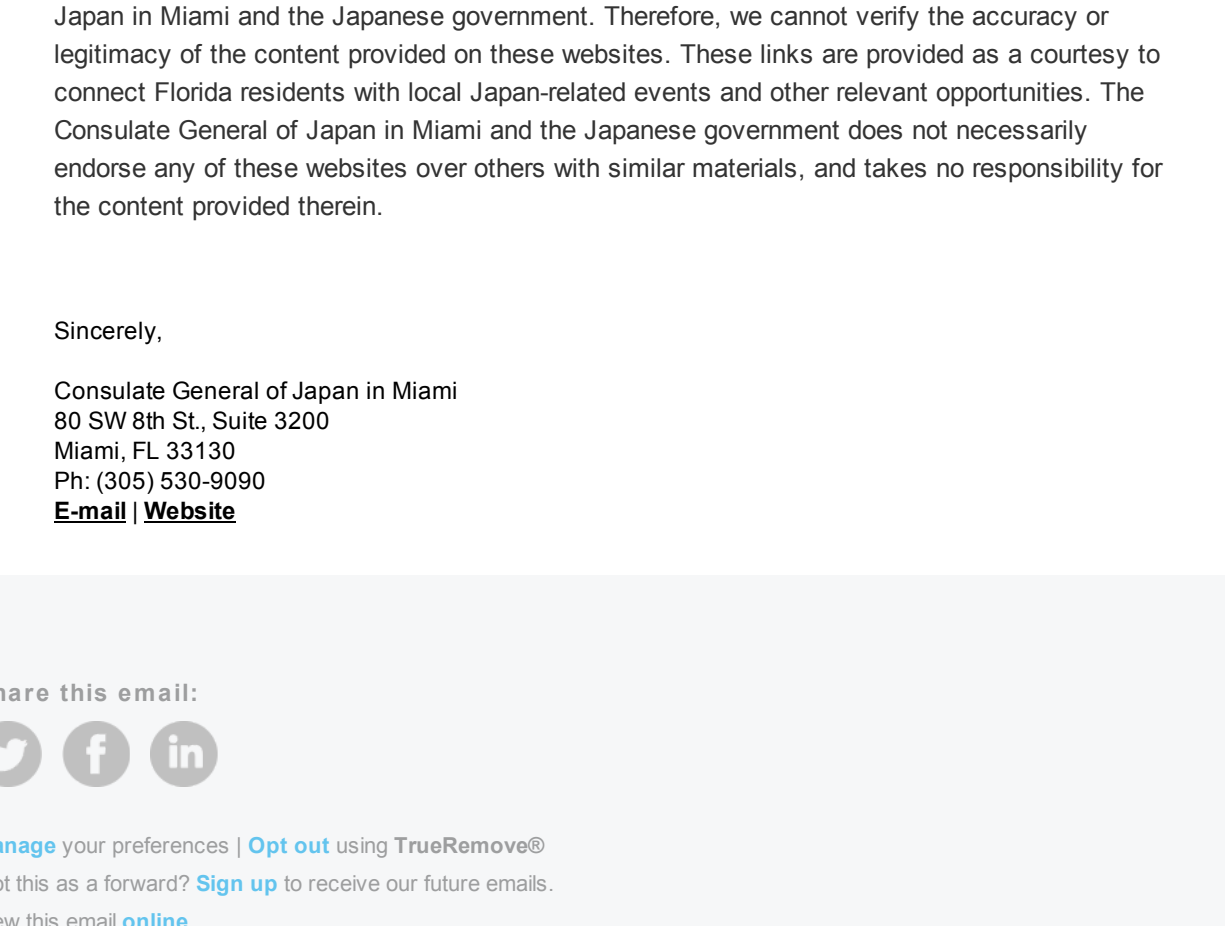 Japan in Miami and the Japanese government. Therefore, we cannot verify the accuracy or
legitimacy of the content provided on these websites. These links are provided as a courtesy to
connect Florida residents with local Japan-related events and other relevant opportunities. The
Consulate General of Japan in Miami and the Japanese government does not necessarily
endorse any of these websites over others with similar materials, and takes no responsibility for
the content provided therein.
Sincerely,
Consulate General of Japan in Miami
80 SW 8th St., Suite 3200
Miami, FL 33130
Ph: (305) 530-9090
E-mail | Website
hare this email:
f in
anage your preferences | Opt out using TrueRemove®
ot this as a forward? Sign up to receive our future emails.
ew this email online